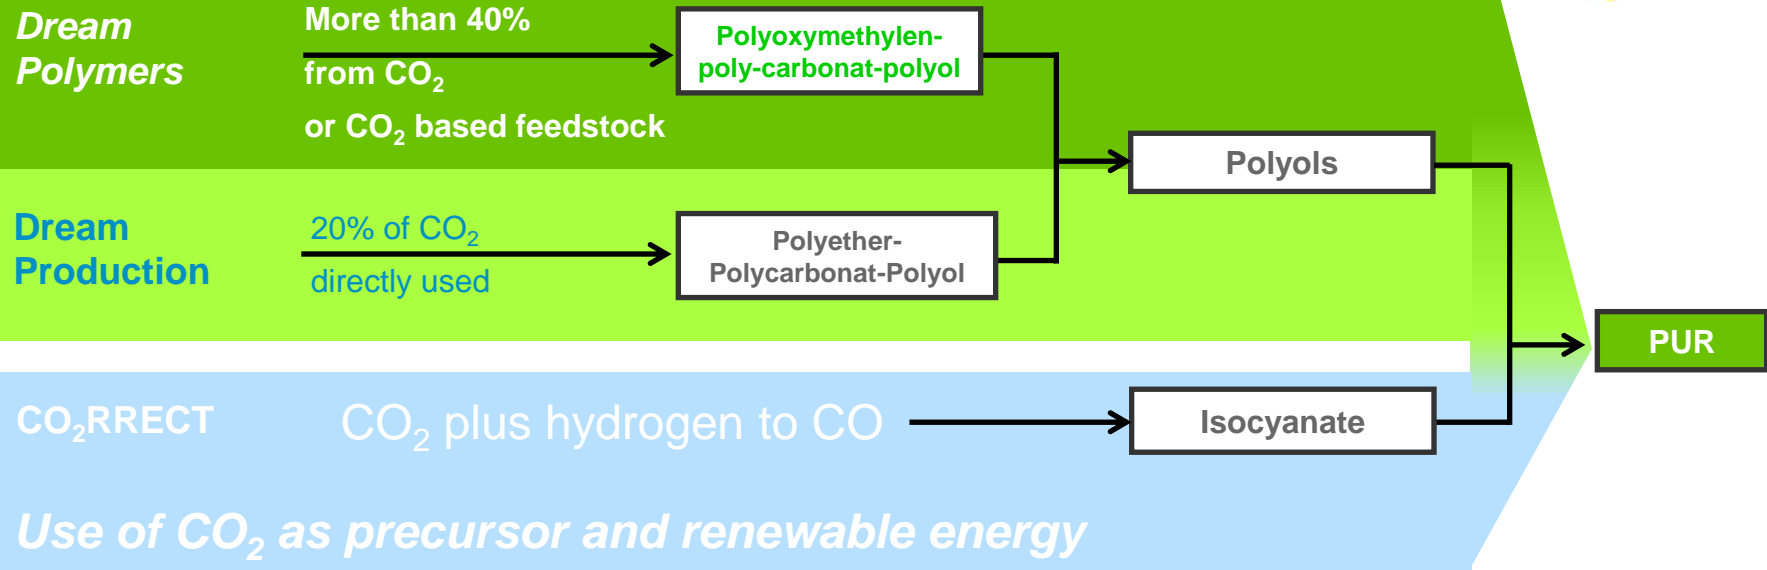 Dream
Polymers
More than 40%
from CO₂
or CO₂ based feedstock
Polyoxymethylen-
poly-carbonat-polyol
Polyols
Dream
Production
20% of CO₂
directly used
Polyether-
Polycarbonat-Polyol
PUR
CO₂RRECT
CO₂ plus hydrogen to CO
Isocyanate
Use of CO₂ as precursor and renewable energy